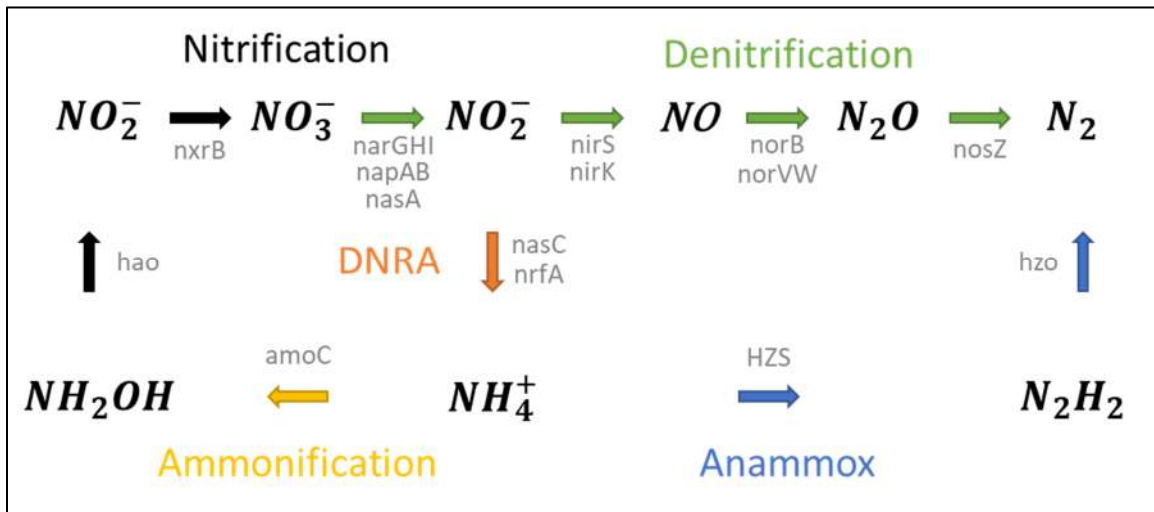 Nitrification Denitrification
NO₂⁻ NO₃⁻ NO₂⁻ NO N₂O N₂
nxrB narGHI nirS norB nosZ
napAB nirK norVW
nasA
hao DNRA nasC hzo
nrfA
amoC HZS
NH₂OH NH₄⁺ N₂H₂
Ammonification Anammox